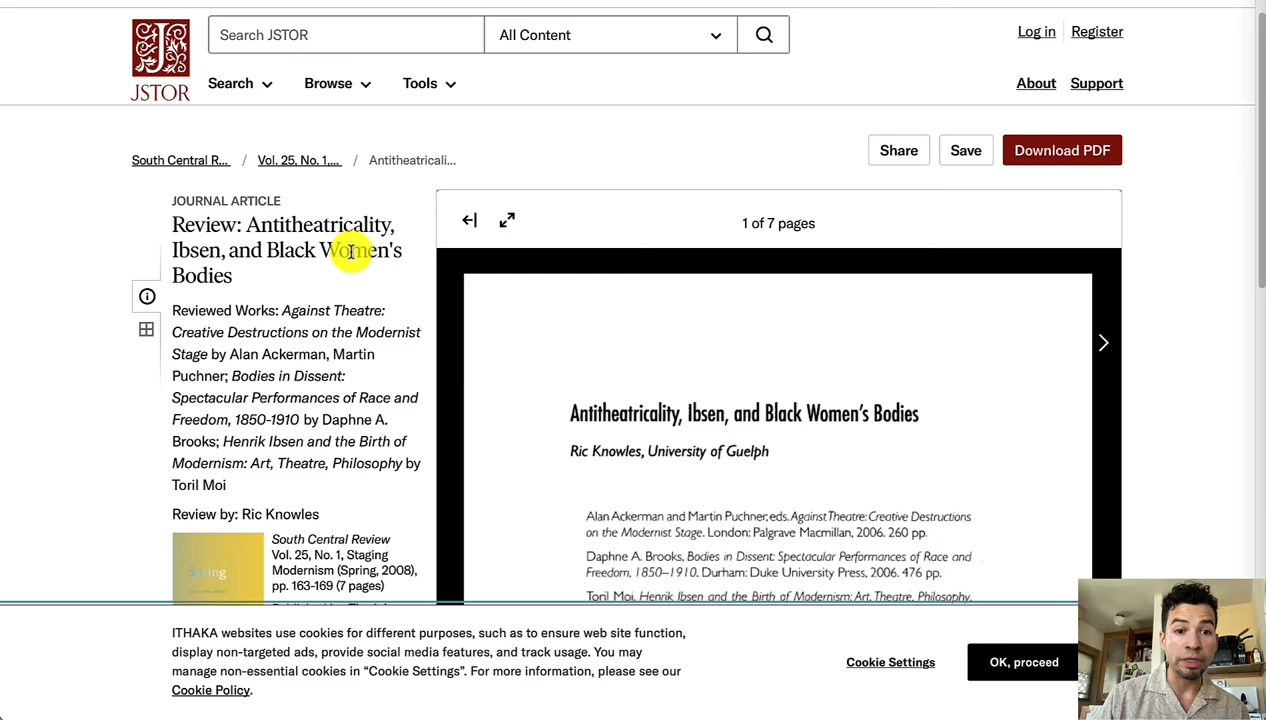 Search JSTOR
All Content
Log in
Register
JSTOR
Search
Browse
Tools
About
Support
South Central R...
/
Vol. 25, No. 1,...
/
Antitheatricali...
Share
Save
Download PDF
JOURNAL ARTICLE
Review: Antitheatricality,
Ibsen, and Black Women's
Bodies
Reviewed Works: Against Theatre:
Creative Destructions on the Modernist
Stage by Alan Ackerman, Martin
Puchner; Bodies in Dissent:
Spectacular Performances of Race and
Freedom, 1850-1910 by Daphne A.
Brooks; Henrik Ibsen and the Birth of
Modernism: Art, Theatre, Philosophy by
Toril Moi
Review by: Ric Knowles
Spring
South Central Review
Vol. 25, No. 1, Staging
Modernism (Spring, 2008),
pp. 163-169 (7 pages)
1 of 7 pages
Antitheatricality, Ibsen, and Black Women's Bodies
Ric Knowles, University of Guelph
Alan Ackerman and Martin Puchner, eds. Against Theatre: Creative Destructions
on the Modernist Stage. London: Palgrave Macmillan, 2006. 260 pp.
Daphne A. Brooks, Bodies in Dissent: Spectacular Performances of Race and
Freedom, 1850–1910. Durham: Duke University Press, 2006. 476 pp.
Toril Moi, Henrik Ibsen and the Birth of Modernism: Art, Theatre, Philosophy.
ITHAKA websites use cookies for different purposes, such as to ensure web site function,
display non-targeted ads, provide social media features, and track usage. You may
manage non-essential cookies in “Cookie Settings”. For more information, please see our
Cookie Policy.
Cookie Settings
OK, proceed